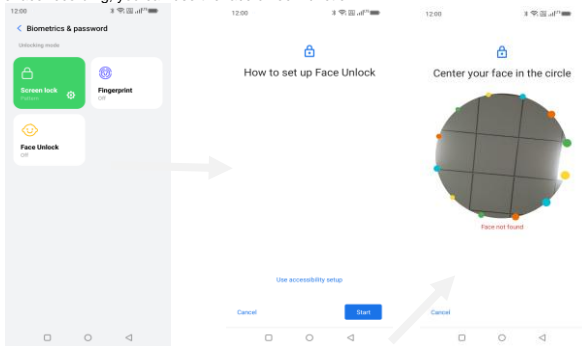 12:00
Biometrics & password
Unlocking mode
Screen lock
Pattern
Fingerprint
Off
Face Unlock
Off
12:00
How to set up Face Unlock
Use accessibility setup
Cancel
Start
12:00
Center your face in the circle
Face not found
Cancel